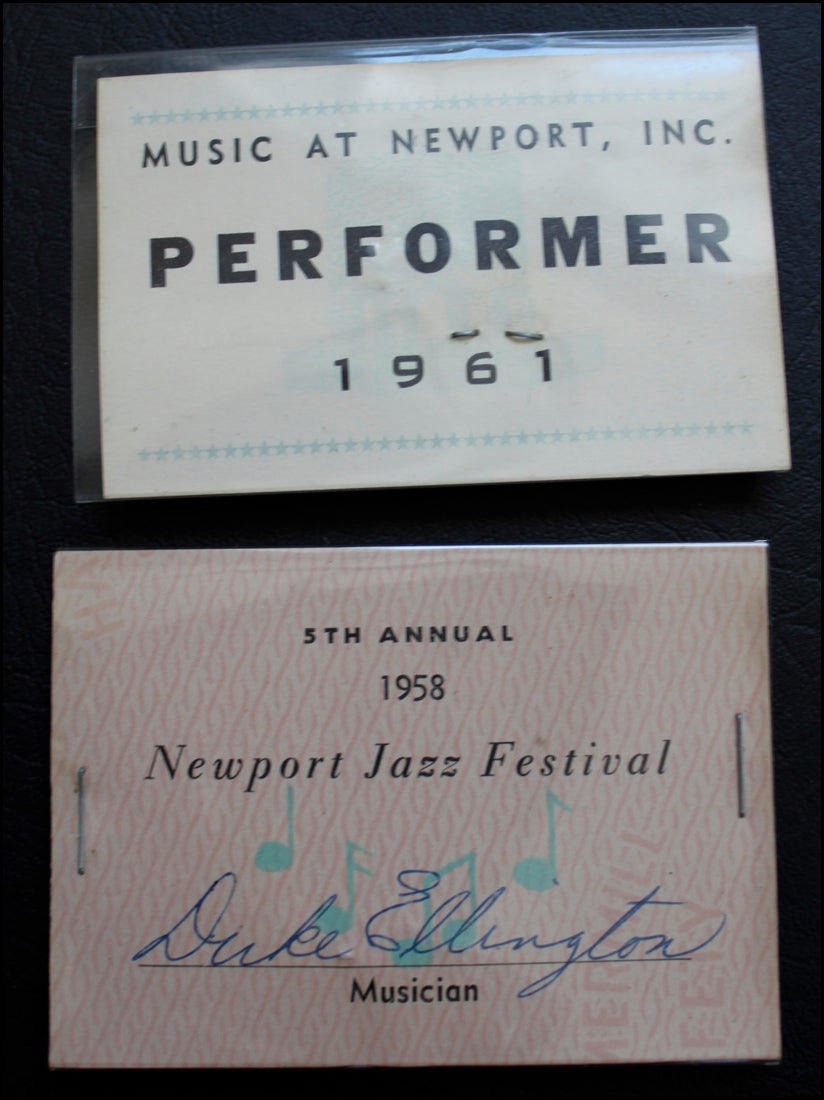 MUSIC AT NEWPORT, INC.
PERFORMER
1961
5TH ANNUAL
1958
Newport Jazz Festival
Duke Ellington
Musician